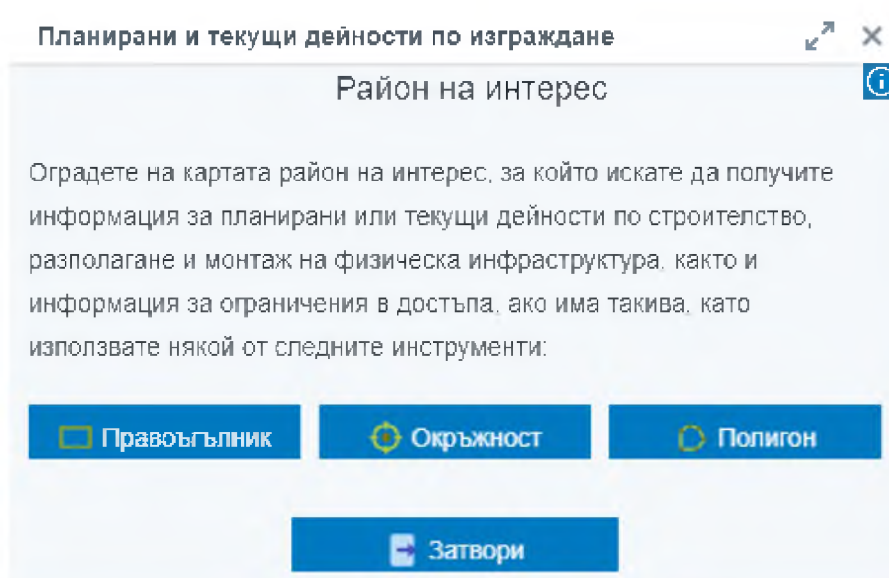 Планирани и текущи дейности по изграждане
Район на интерес
Оградете на картата район на интерес, за който искате да получите
информация за планирани или текущи дейности по строителство,
разполагане и монтаж на физическа инфраструктура, както и
информация за ограничения в достъпа, ако има такива, като
използвате някой от следните инструменти:
Правоъгълник Окръжност Полигон
Затвори